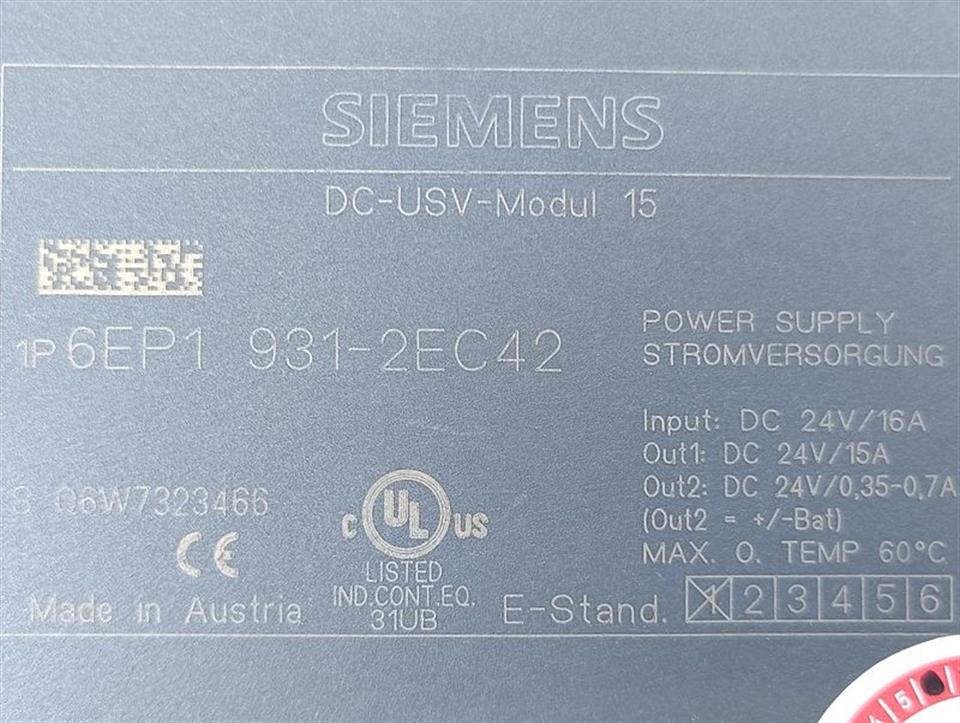 SIEMENS
DC-USV-Modul 15
1P 6EP1 931-2EC42
POWER SUPPLY
STROMVERSORGUNG
Input: DC 24V/16A
Out1: DC 24V/15A
Out2: DC 24V/0,35-0,7A
(Out2 = +/-Bat)
MAX. O. TEMP 60°C
S Q6W7323466
CE
C UL US
LISTED
IND.CONT.EQ.
31UB
Made in Austria
E-Stand. 1 2 3 4 5 6
5